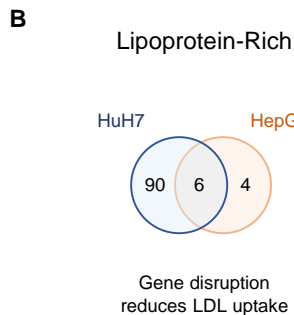 B
Lipoprotein-Rich
HuH7
HepG
90
6
4
Gene disruption
reduces LDL uptake